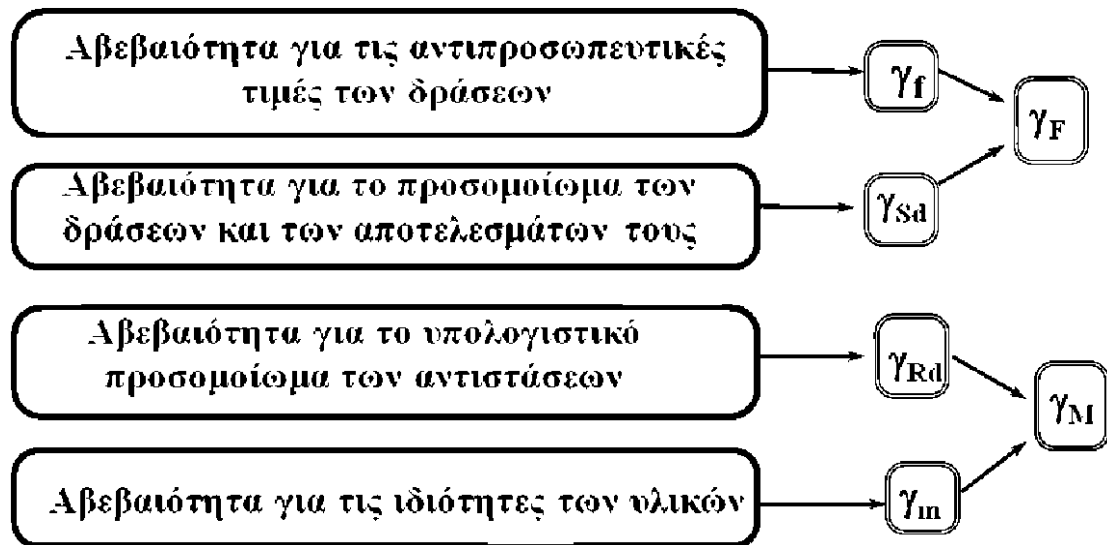 Αβεβαιότητα για τις αντιπροσωπευτικές
τιμές των δράσεων
γf
γF
Αβεβαιότητα για το προσομοίωμα των
δράσεων και των αποτελεσμάτων τους
γSd
Αβεβαιότητα για το υπολογιστικό
προσομοίωμα των αντιστάσεων
γRd
γM
Αβεβαιότητα για τις ιδιότητες των υλικών
γm